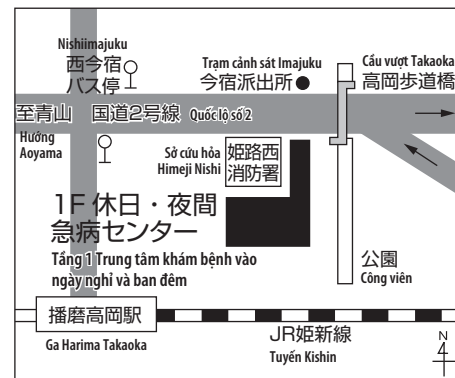 Nishiimajuku
西今宿
バス停
Trạm cảnh sát Imajuku
今宿派出所
Cầu vượt Takaoka
高岡歩道橋
至青山 国道2号線 Quốc lộ số 2
Hướng
Aoyama
Sở cứu hỏa
Himeji Nishi
姫路西
消防署
1F 休日・夜間
急病センター
Tầng 1 Trung tâm khám bệnh vào
ngày nghỉ và ban đêm
公園
Công viên
播磨高岡駅
Ga Harima Takaoka
JR姫新線
Tuyến Kishin
N